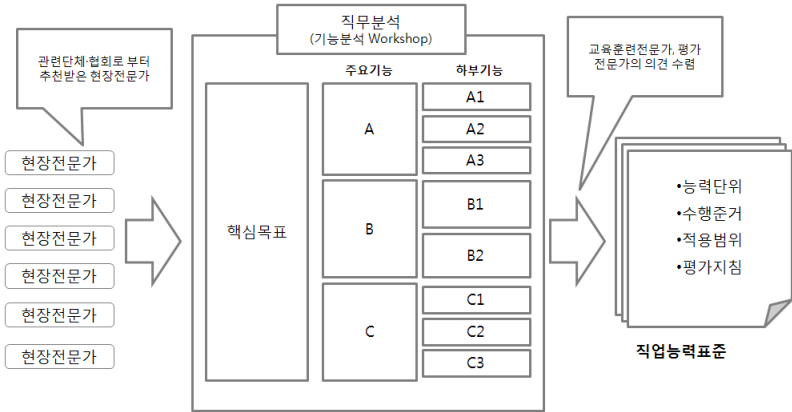 관련단체·협회로 부터
추천받은 현장전문가
현장전문가
현장전문가
현장전문가
현장전문가
현장전문가
현장전문가
직무분석
(기능분석 Workshop)
주요기능
하부기능
핵심목표
A
A1
A2
A3
B
B1
B2
C
C1
C2
C3
교육훈련전문가, 평가
전문가의 의견 수렴
•능력단위
•수행준거
•적용범위
•평가지침
직업능력표준